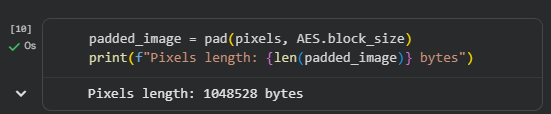 [10]
0s
padded_image = pad(pixels, AES.block_size)
print(f"Pixels length: {len(padded_image)} bytes")
Pixels length: 1048528 bytes